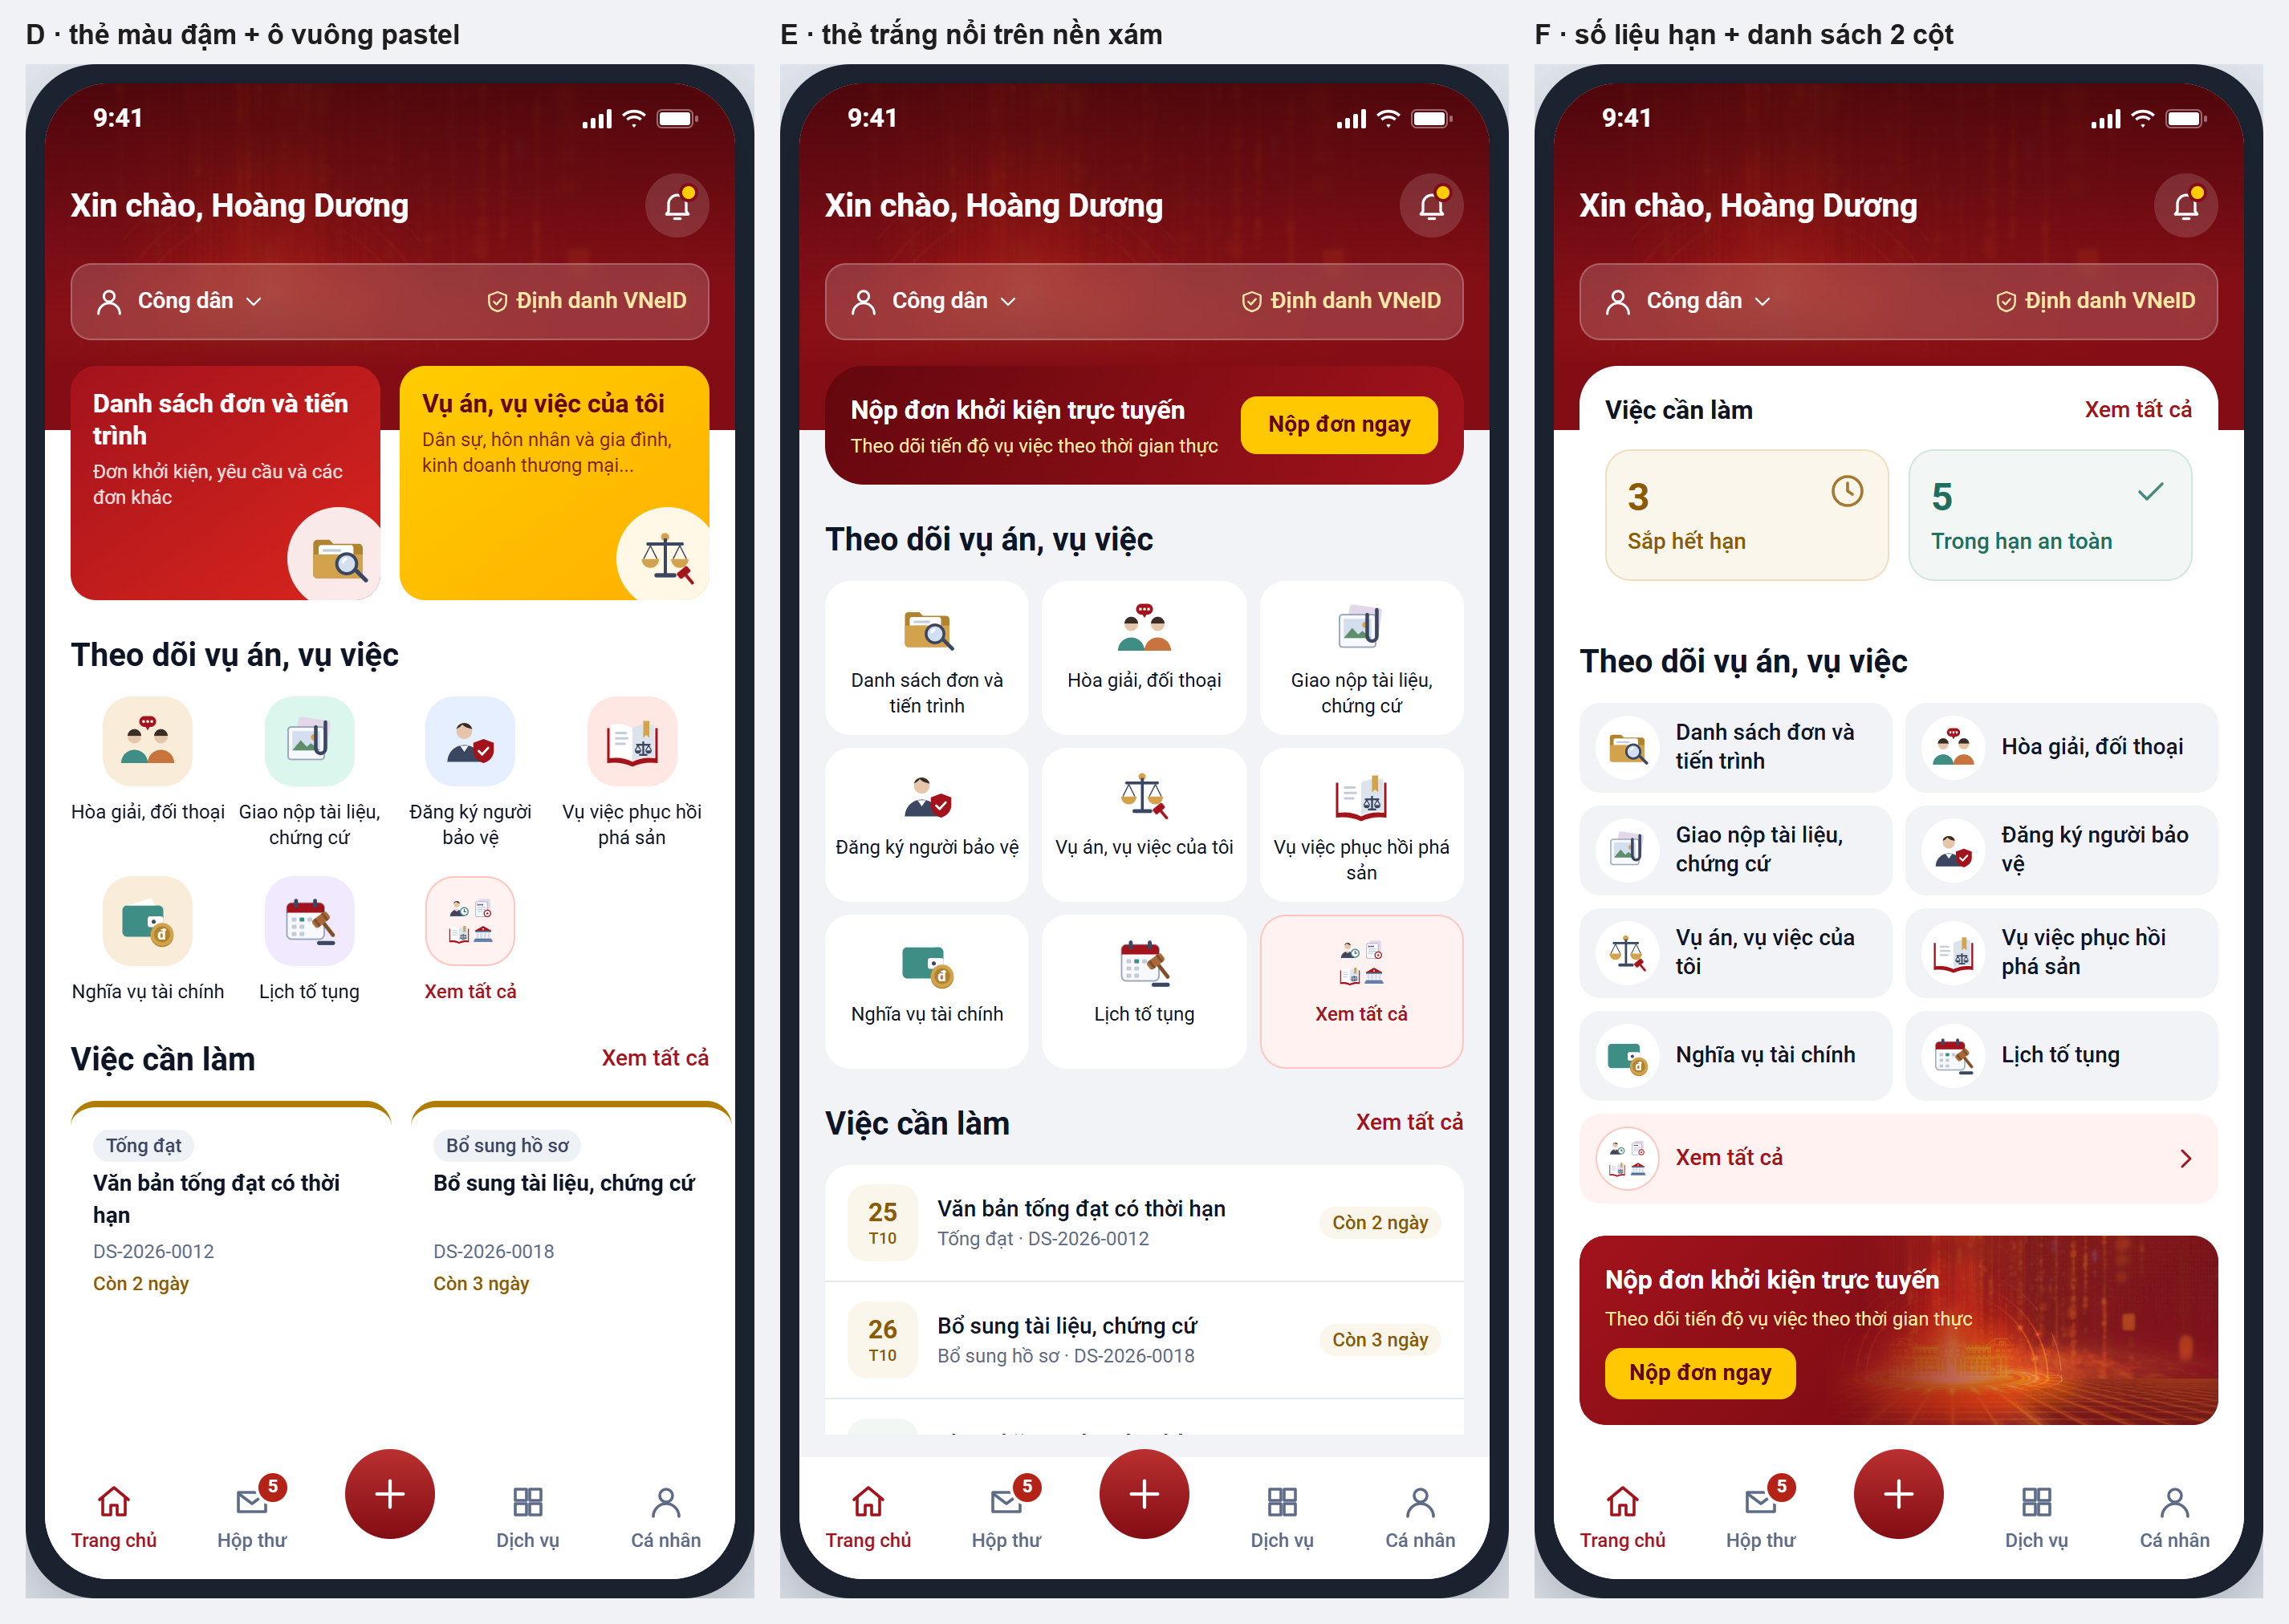 D · thẻ màu đậm + ô vuông pastel
9:41
Xin chào, Hoàng Dương
Công dân
Định danh VNeID
Danh sách đơn và tiến
trình
Đơn khởi kiện, yêu cầu và các
đơn khác
Vụ án, vụ việc của tôi
Dân sự, hôn nhân và gia đình,
kinh doanh thương mại...
Theo dõi vụ án, vụ việc
Hòa giải, đối thoại
Giao nộp tài liệu,
chứng cứ
Đăng ký người
bảo vệ
Vụ việc phục hồi
phá sản
đ
Nghĩa vụ tài chính
Lịch tố tụng
Xem tất cả
Việc cần làm
Xem tất cả
Tống đạt
Văn bản tống đạt có thời
hạn
DS-2026-0012
Còn 2 ngày
Bổ sung hồ sơ
Bổ sung tài liệu, chứng cứ
DS-2026-0018
Còn 3 ngày
Trang chủ
5
Hộp thư
Dịch vụ
Cá nhân
E · thẻ trắng nổi trên nền xám
9:41
Xin chào, Hoàng Dương
Công dân
Định danh VNeID
Nộp đơn khởi kiện trực tuyến
Theo dõi tiến độ vụ việc theo thời gian thực
Nộp đơn ngay
Theo dõi vụ án, vụ việc
Danh sách đơn và
tiến trình
Hòa giải, đối thoại
Giao nộp tài liệu,
chứng cứ
Đăng ký người bảo vệ
Vụ án, vụ việc của tôi
Vụ việc phục hồi phá
sản
đ
Nghĩa vụ tài chính
Lịch tố tụng
Xem tất cả
Việc cần làm
Xem tất cả
25
T10
Văn bản tống đạt có thời hạn
Tống đạt · DS-2026-0012
Còn 2 ngày
26
T10
Bổ sung tài liệu, chứng cứ
Bổ sung hồ sơ · DS-2026-0018
Còn 3 ngày
Trang chủ
5
Hộp thư
Dịch vụ
Cá nhân
F · số liệu hạn + danh sách 2 cột
9:41
Xin chào, Hoàng Dương
Công dân
Định danh VNeID
Việc cần làm
Xem tất cả
3
Sắp hết hạn
5
Trong hạn an toàn
Theo dõi vụ án, vụ việc
Danh sách đơn và
tiến trình
Hòa giải, đối thoại
Giao nộp tài liệu,
chứng cứ
Đăng ký người bảo
vệ
Vụ án, vụ việc của
tôi
Vụ việc phục hồi
phá sản
đ
Nghĩa vụ tài chính
Lịch tố tụng
Xem tất cả
Nộp đơn khởi kiện trực tuyến
Theo dõi tiến độ vụ việc theo thời gian thực
Nộp đơn ngay
Trang chủ
5
Hộp thư
Dịch vụ
Cá nhân